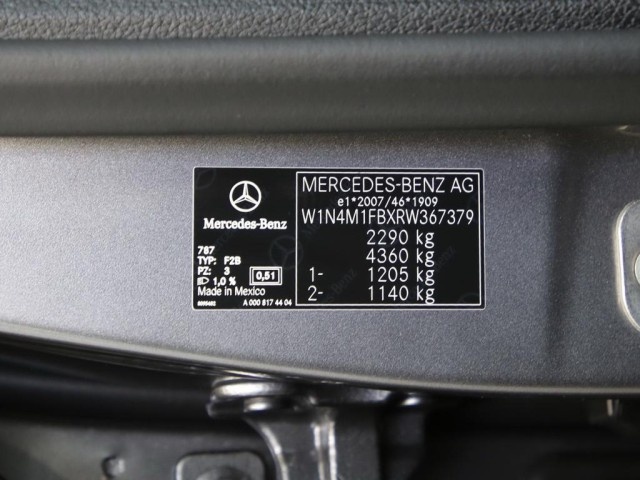 Mercedes-Benz
787
TYP: F2B
PZ: 3
1,0 %
0,51
Made in Mexico
A 000 817 44 04
MERCEDES-BENZ AG
e1*2007/46*1909
W1N4M1FBXRW367379
2290 kg
4360 kg
1- 1205 kg
2- 1140 kg